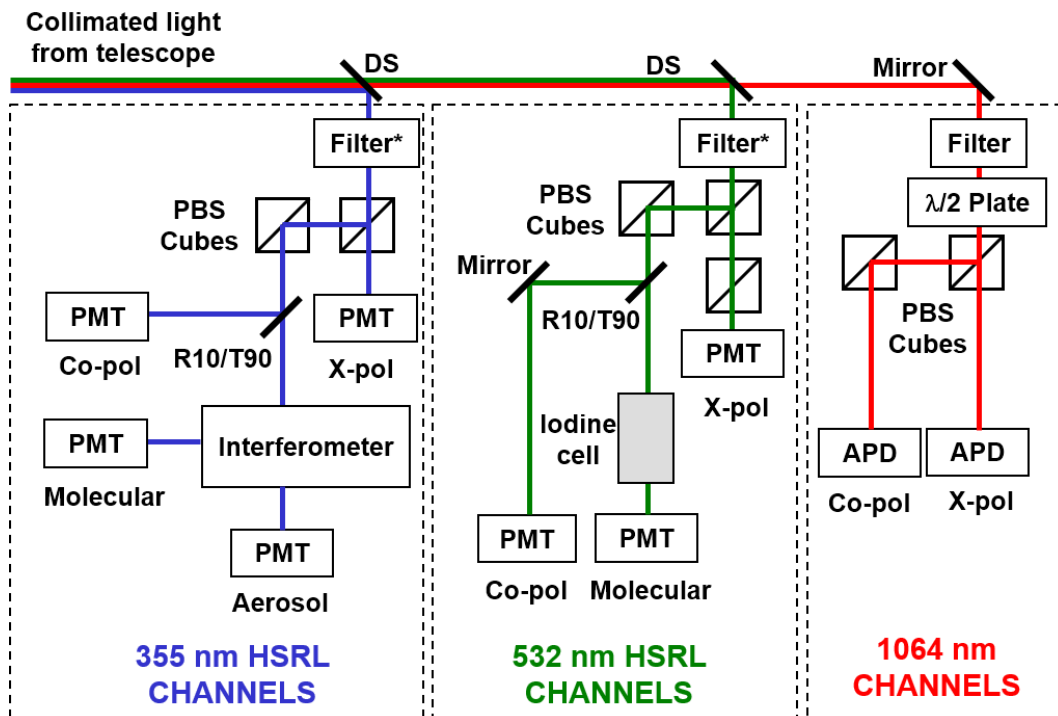 Collimated light
from telescope
DS
DS
Mirror
Filter*
PBS
Cubes
PMT
Co-pol
R10/T90
PMT
X-pol
PMT
Molecular
Interferometer
PMT
Aerosol
355 nm HSRL
CHANNELS
Filter*
PBS
Cubes
Mirror
R10/T90
PMT
X-pol
Iodine
cell
PMT
Co-pol
PMT
Molecular
532 nm HSRL
CHANNELS
Filter
λ/2 Plate
PBS
Cubes
APD
Co-pol
APD
X-pol
1064 nm
CHANNELS